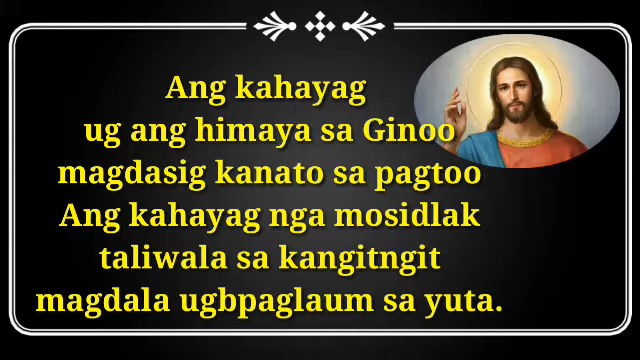 Ang kahayag
ug ang himaya sa Ginoo
magdasig kanato sa pagtoo
Ang kahayag nga mosidlak
taliwala sa kangitngit
magdala ugbpaglaum sa yuta.